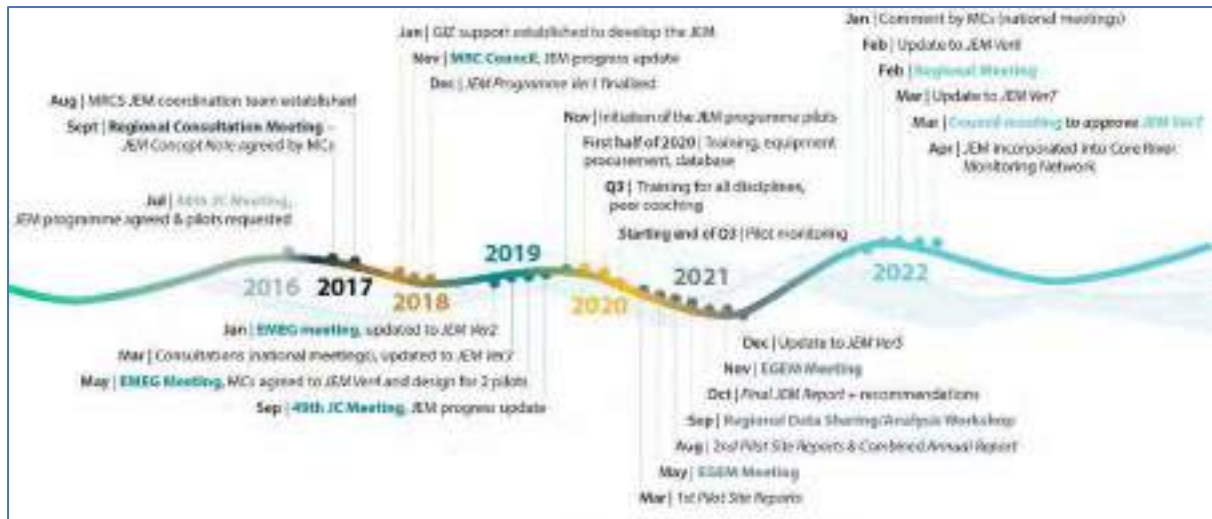 Jan | GIZ support established to develop the JEM
Nov | MRC Council, JEM progress update
Dec | JEM Programme Ver1 finalized
Aug | MRCS JEM coordination team established
Sept | Regional Consultation Meeting –
JEM Concept Note agreed by MCs
Jul | JC Meeting,
JEM programme agreed & pilots requested
Nov | Initiation of the JEM programme pilots
First half of 2020 | Training, equipment
procurement, database
Q3 | Training for all disciplines,
peer coaching
Starting end of Q3 | Pilot monitoring
Jan | Comment by MCs (national meetings)
Feb | Update to JEM
Feb | Regional Meeting
Mar | Update to JEM Ver7
Mar | Council meeting to approve JEM Ver7
Apr | JEM incorporated into Core River
Monitoring Network
2016
2017
2018
2019
2020
2021
2022
Jan | EMEG meeting, updated to JEM Ver2
Mar | Consultations (national meetings), updated to JEM Ver3
May | EMEG Meeting, MCs agreed to JEM Ver4 and design for 2 pilots
Sep | 49th JC Meeting, JEM progress update
Dec | Update to JEM Ver5
Nov | EGEM Meeting
Oct | Final JEM Report + recommendations
Sep | Regional Data Sharing/Analysis Workshop
Aug | 2nd Pilot Site Reports & Combined Annual Report
May | EGEM Meeting
Mar | 1st Pilot Site Reports